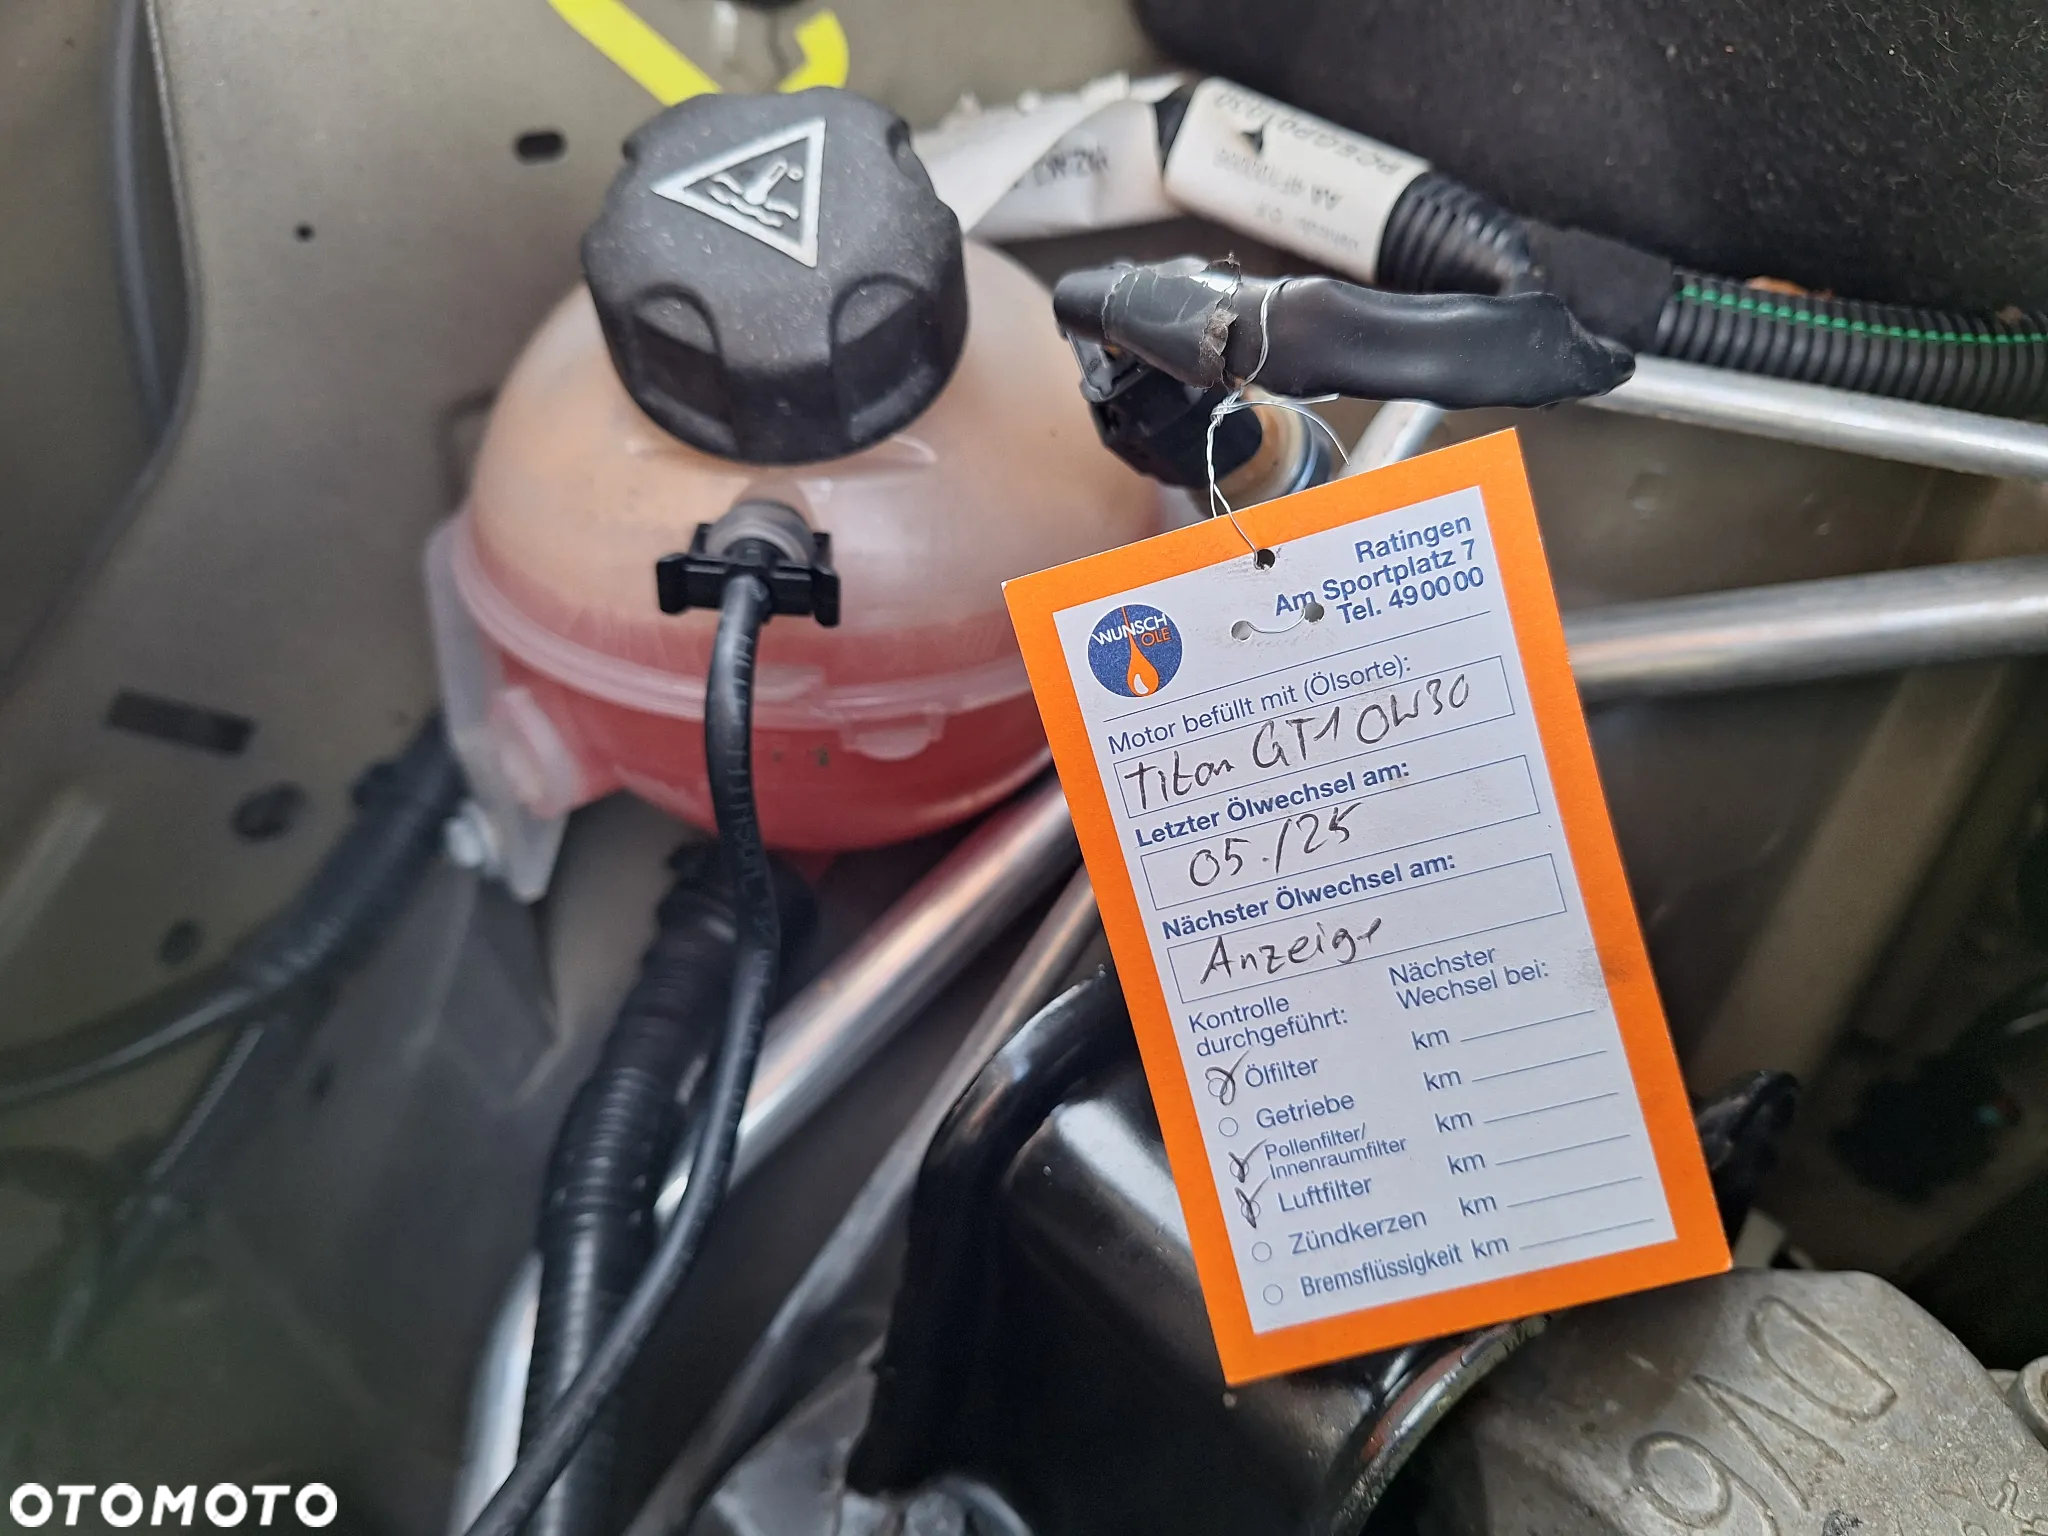 Ratingen
Am Sportplatz 7
Tel. 490000
WUNSCH
ÖLE
Motor befüllt mit (Ölsorte):
Titan GT1 0W30
Letzter Ölwechsel am:
05./25
Nächster Ölwechsel am:
Anzeige
Kontrolle
durchgeführt:
Nächster
Wechsel bei:
Ölfilter km
Getriebe km
Pollenfilter/
Innenraumfilter km
Luftfilter km
Zündkerzen km
Bremsflüssigkeit km
OTOMOTO